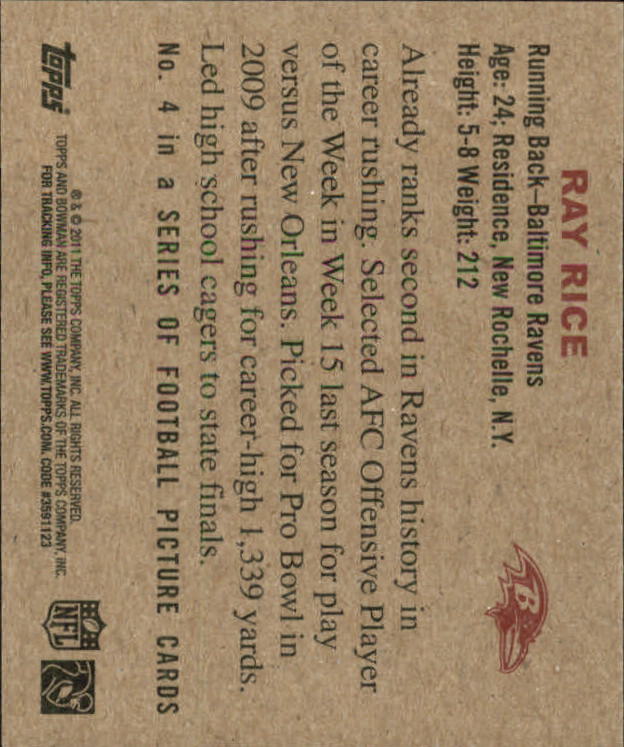 RAY RICE
Running Back—Baltimore Ravens
Age: 24; Residence, New Rochelle, N.Y.
Height: 5-8 Weight: 212
B
Already ranks second in Ravens history in
career rushing. Selected AFC Offensive Player
of the Week in Week 15 last season for play
versus New Orleans. Picked for Pro Bowl in
2009 after rushing for career-high 1,339 yards.
Led high school cagers to state finals.
No. 4 in a SERIES OF FOOTBALL PICTURE CARDS
topps
® & © 2011 THE TOPPS COMPANY, INC. ALL RIGHTS RESERVED.
TOPPS AND BOWMAN ARE REGISTERED TRADEMARKS OF THE TOPPS COMPANY, INC.
FOR TRACKING INFO, PLEASE SEE WWW.TOPPS.COM. CODE #3591123
NFL